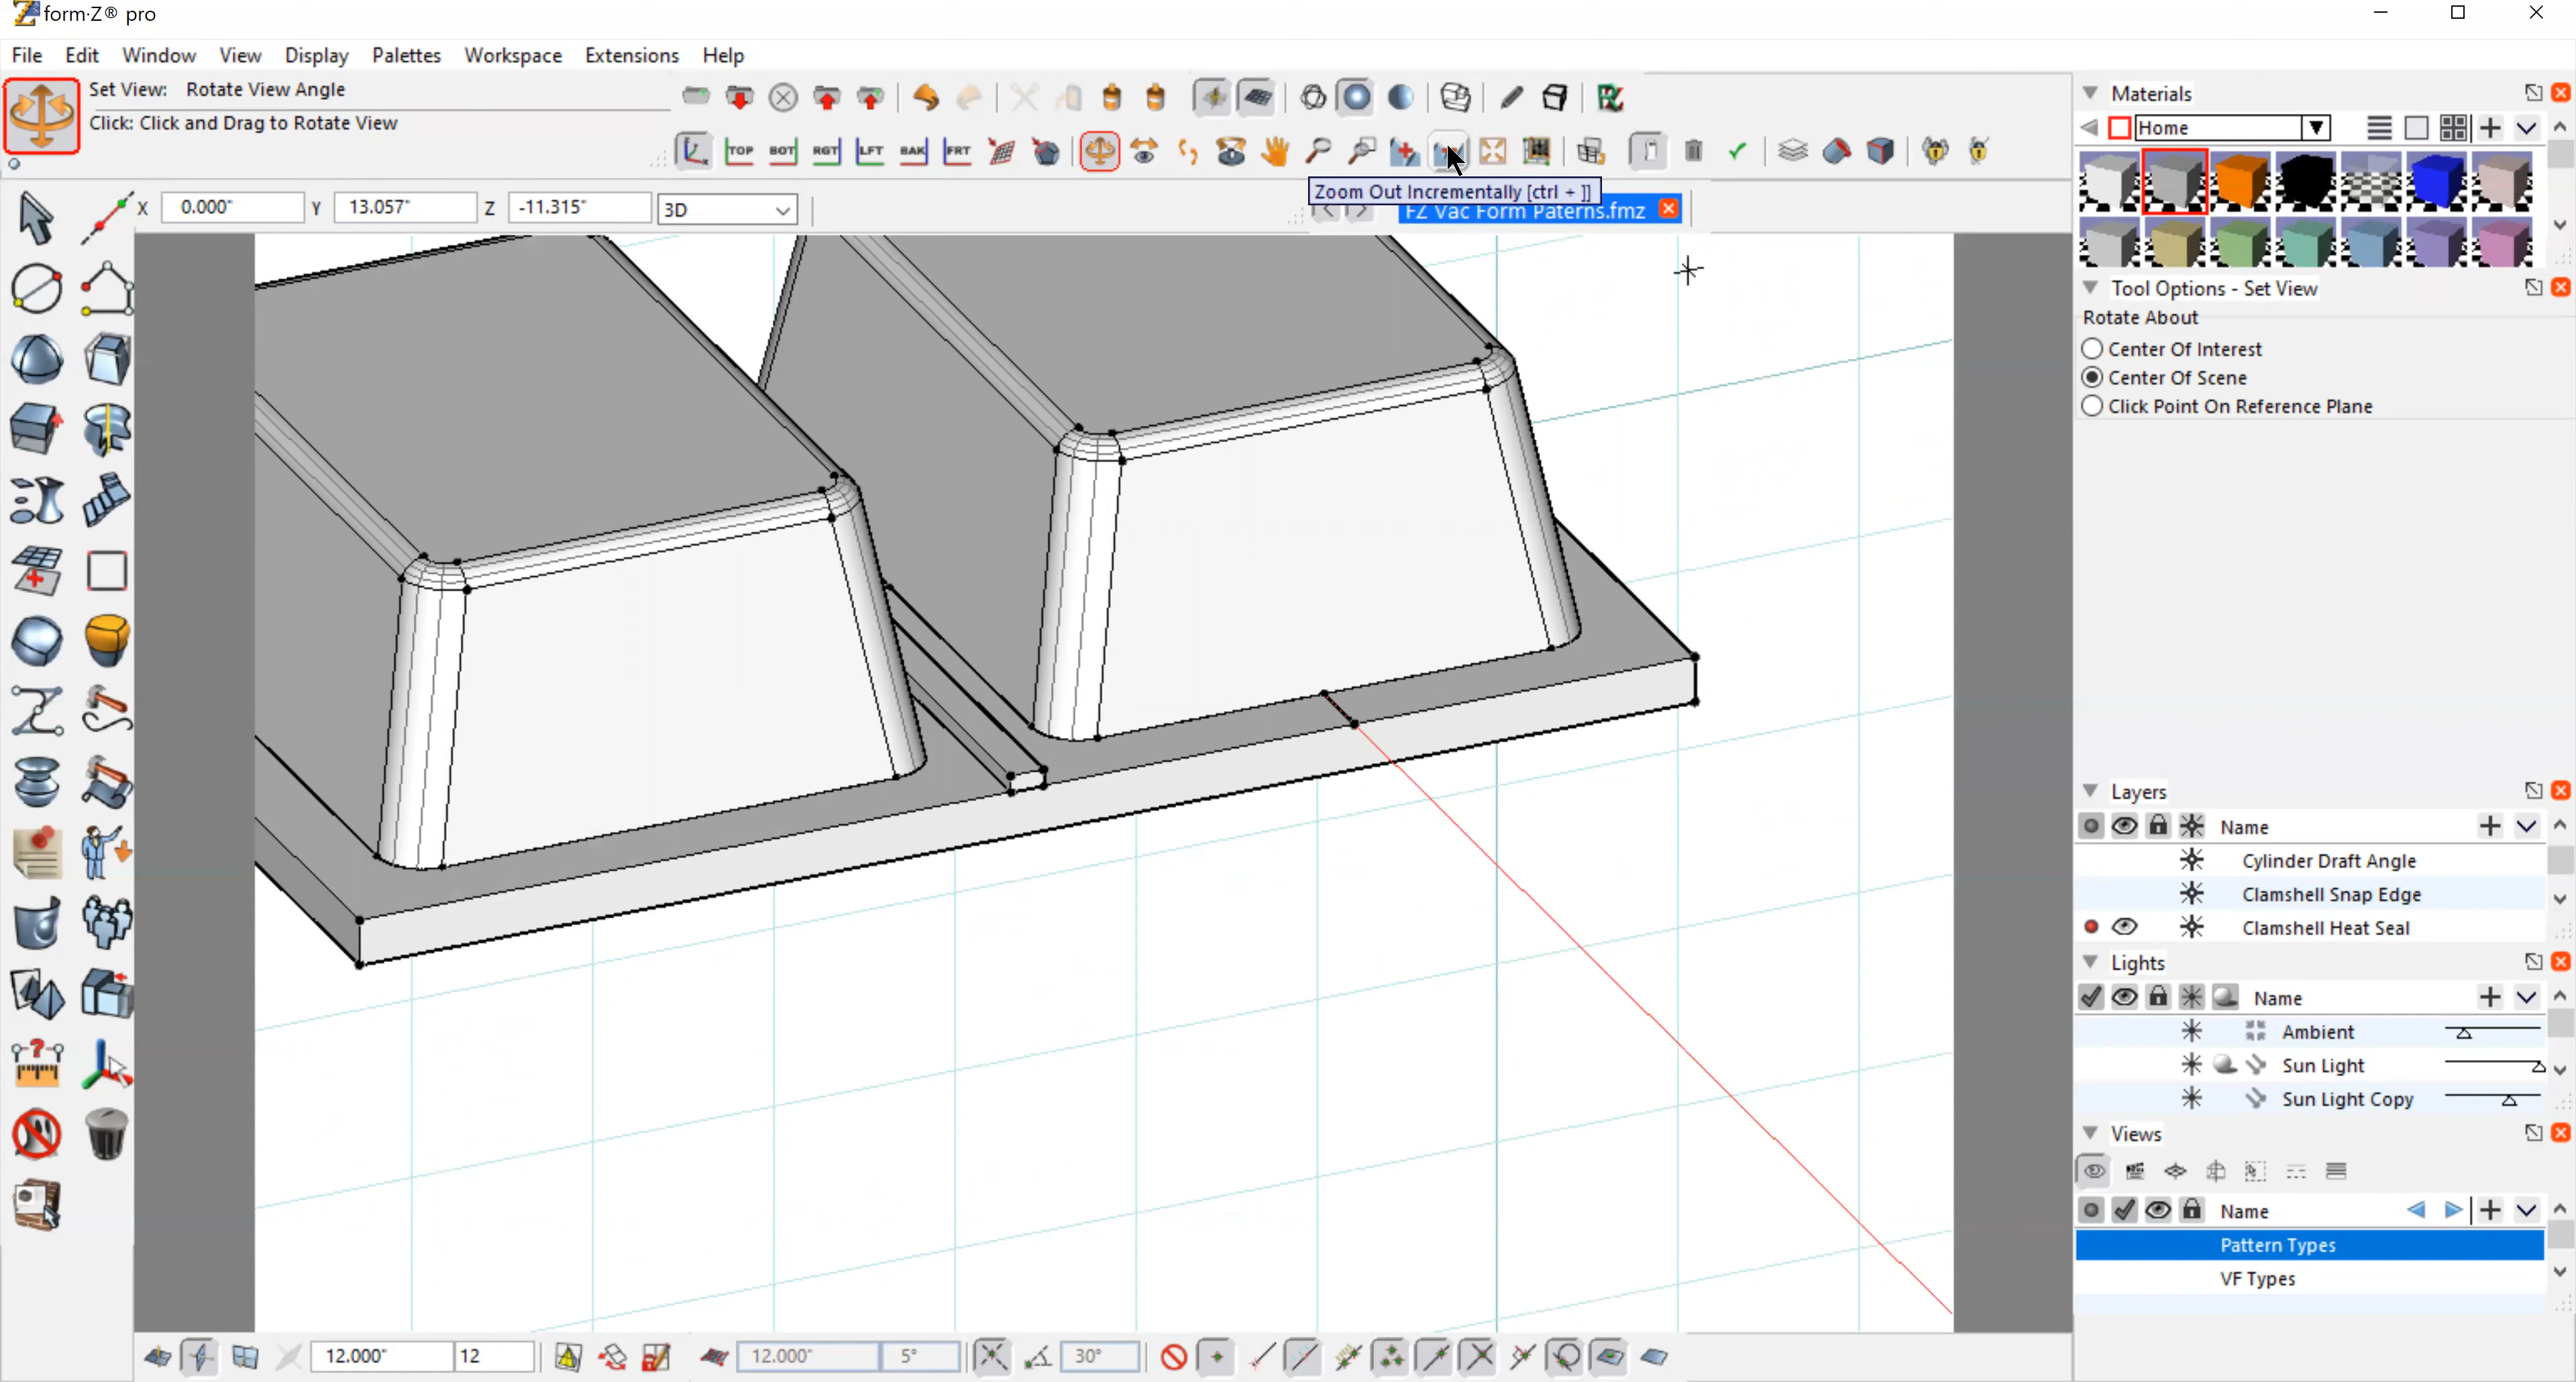 form·Z® pro
File Edit Window View Display Palettes Workspace Extensions Help
Set View: Rotate View Angle
Click: Click and Drag to Rotate View
TOP BOT RGT LFT BAK FRT
Zoom Out Incrementally [ctrl + ]]
X 0.000" Y 13.057" Z -11.315" 3D
FZ Vac Form Paterns.fmz
Materials
Home
Tool Options - Set View
Rotate About
Center Of Interest
Center Of Scene
Click Point On Reference Plane
Layers
Name
Cylinder Draft Angle
Clamshell Snap Edge
Clamshell Heat Seal
Lights
Name
Ambient
Sun Light
Sun Light Copy
Views
Name
Pattern Types
VF Types
12.000" 12 12.000" 5° 30°